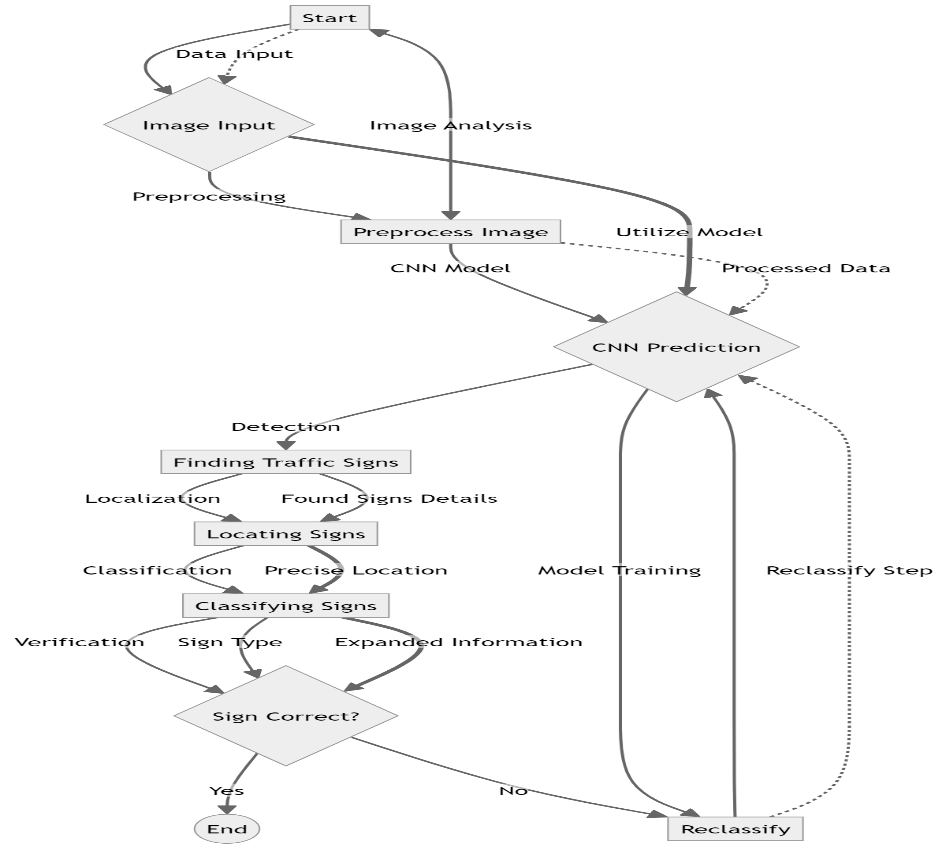 Start
Data Input
Image Input
Image Analysis
Preprocessing
Preprocess Image
Utilize Model
CNN Model
Processed Data
CNN Prediction
Detection
Finding Traffic Signs
Localization
Found Signs Details
Locating Signs
Classification
Precise Location
Model Training
Reclassify Step
Classifying Signs
Verification
Sign Type
Expanded Information
Sign Correct?
Yes
No
End
Reclassify